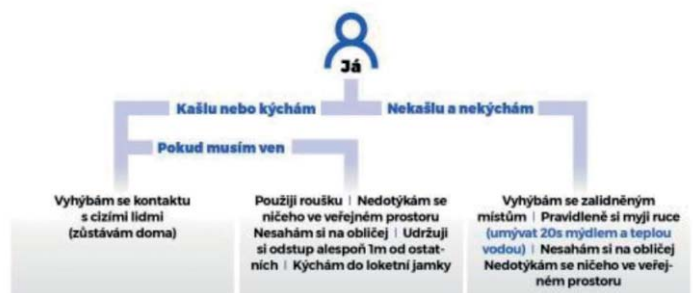 Já
Kašlu nebo kýchám
Nekašlu a nekýchám
Pokud musím ven
Vyhýbám se kontaktu
s cizími lidmi
(zůstávám doma)
Použiji roušku | Nedotýkám se
ničeho ve veřejném prostoru
Nesahám si na obličej | Udržuji
si odstup alespoň 1m od ostat-
ních | Kýchám do loketní jamky
Vyhýbám se zalidněným
místům | Pravidleně si myji ruce
(umývat 20s mýdlem a teplou
vodou) | Nesahám si na obličej
Nedotýkám se ničeho ve veřej-
ném prostoru